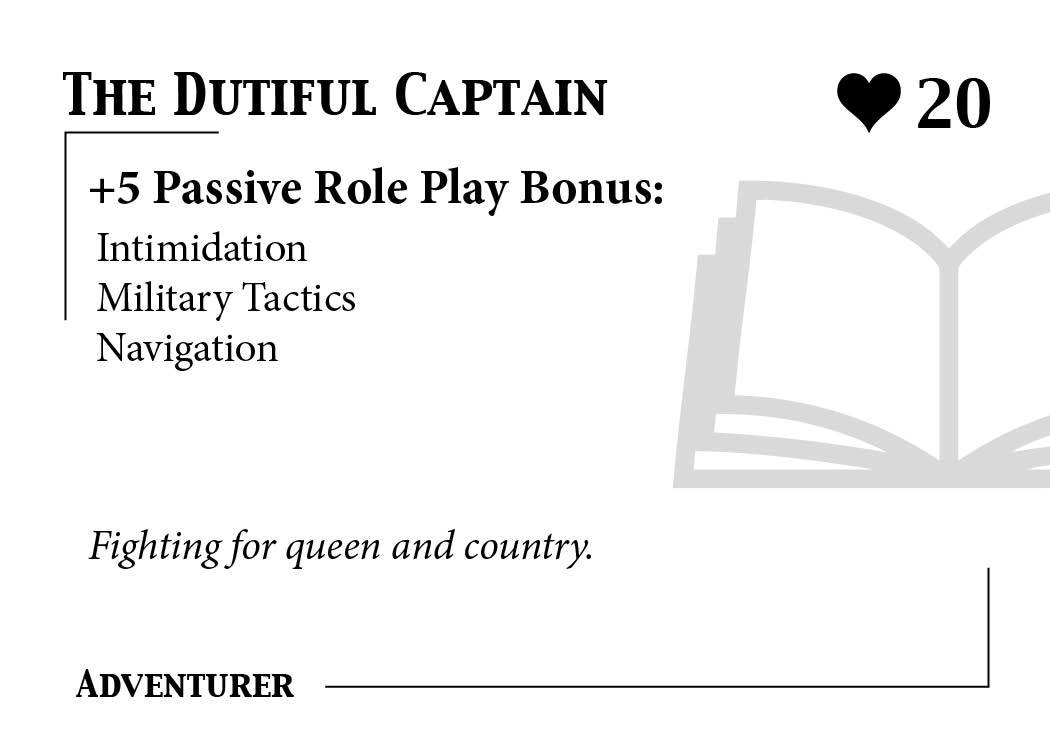 The Dutiful Captain
20
+5 Passive Role Play Bonus:
Intimidation
Military Tactics
Navigation
Fighting for queen and country.
Adventurer